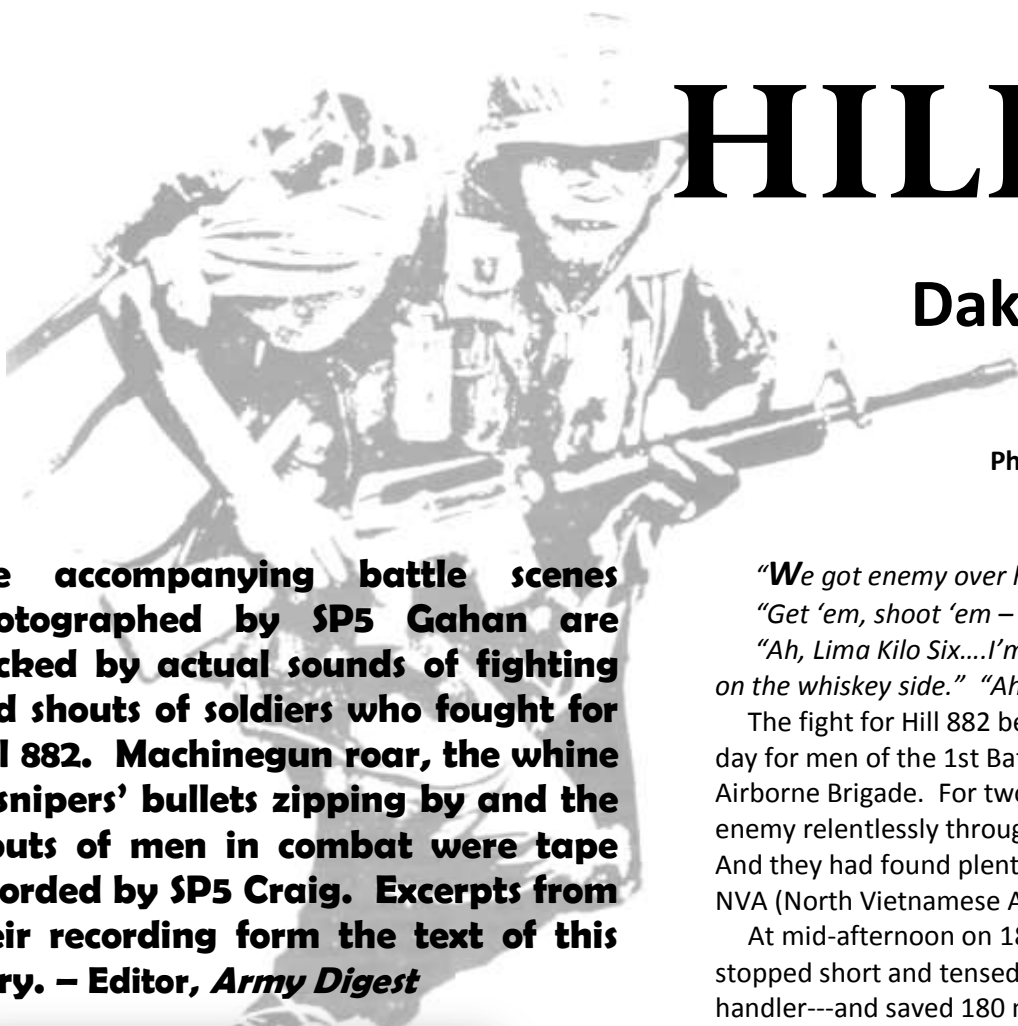 HILL
Dak
Ph
e accompanying battle scenes
otographed by SP5 Gahan are
cked by actual sounds of fighting
d shouts of soldiers who fought for
l 882. Machinegun roar, the whine
snipers’ bullets zipping by and the
outs of men in combat were tape
orded by SP5 Craig. Excerpts from
eir recording form the text of this
ry. – Editor, Army Digest
“We got enemy over
“Get ‘em, shoot ‘em –
“Ah, Lima Kilo Six….I’m
on the whiskey side.” “Ah
The fight for Hill 882 be
day for men of the 1st Bat
Airborne Brigade. For two
enemy relentlessly throug
And they had found plent
NVA (North Vietnamese A
At mid-afternoon on 18
stopped short and tensed
handler---and saved 180